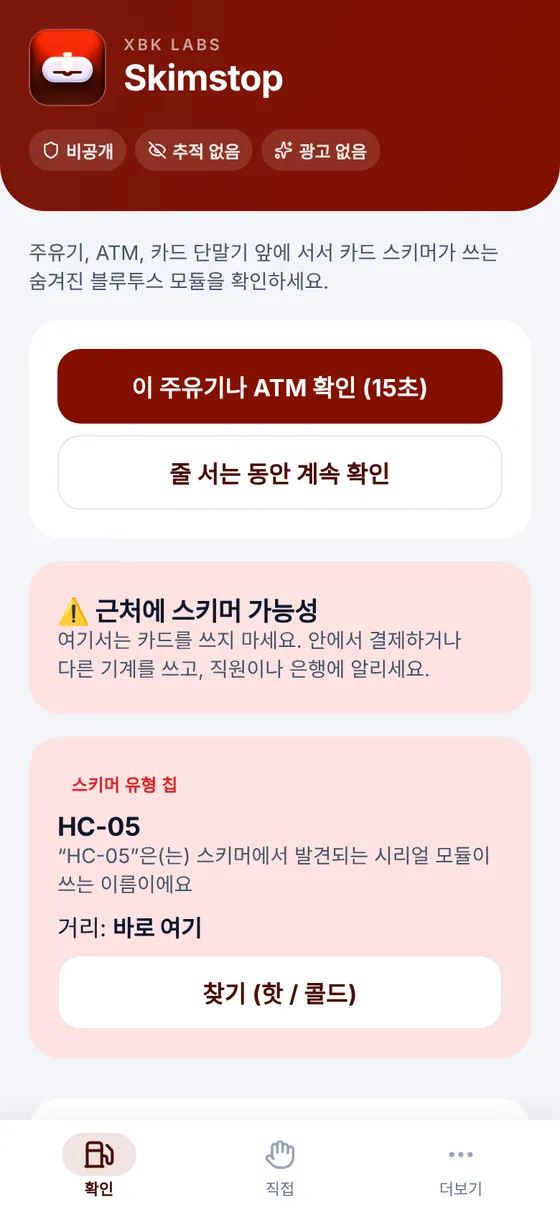 XBK LABS
Skimstop
비공개
추적 없음
광고 없음
주유기, ATM, 카드 단말기 앞에 서서 카드 스키머가 쓰는
숨겨진 블루투스 모듈을 확인하세요.
이 주유기나 ATM 확인 (15초)
줄 서는 동안 계속 확인
⚠️ 근처에 스키머 가능성
여기서는 카드를 쓰지 마세요. 안에서 결제하거나
다른 기계를 쓰고, 직원이나 은행에 알리세요.
스키머 유형 칩
HC-05
“HC-05”은(는) 스키머에서 발견되는 시리얼 모듈이
쓰는 이름이에요
거리: 바로 여기
찾기 (핫 / 콜드)
확인
직접
더보기